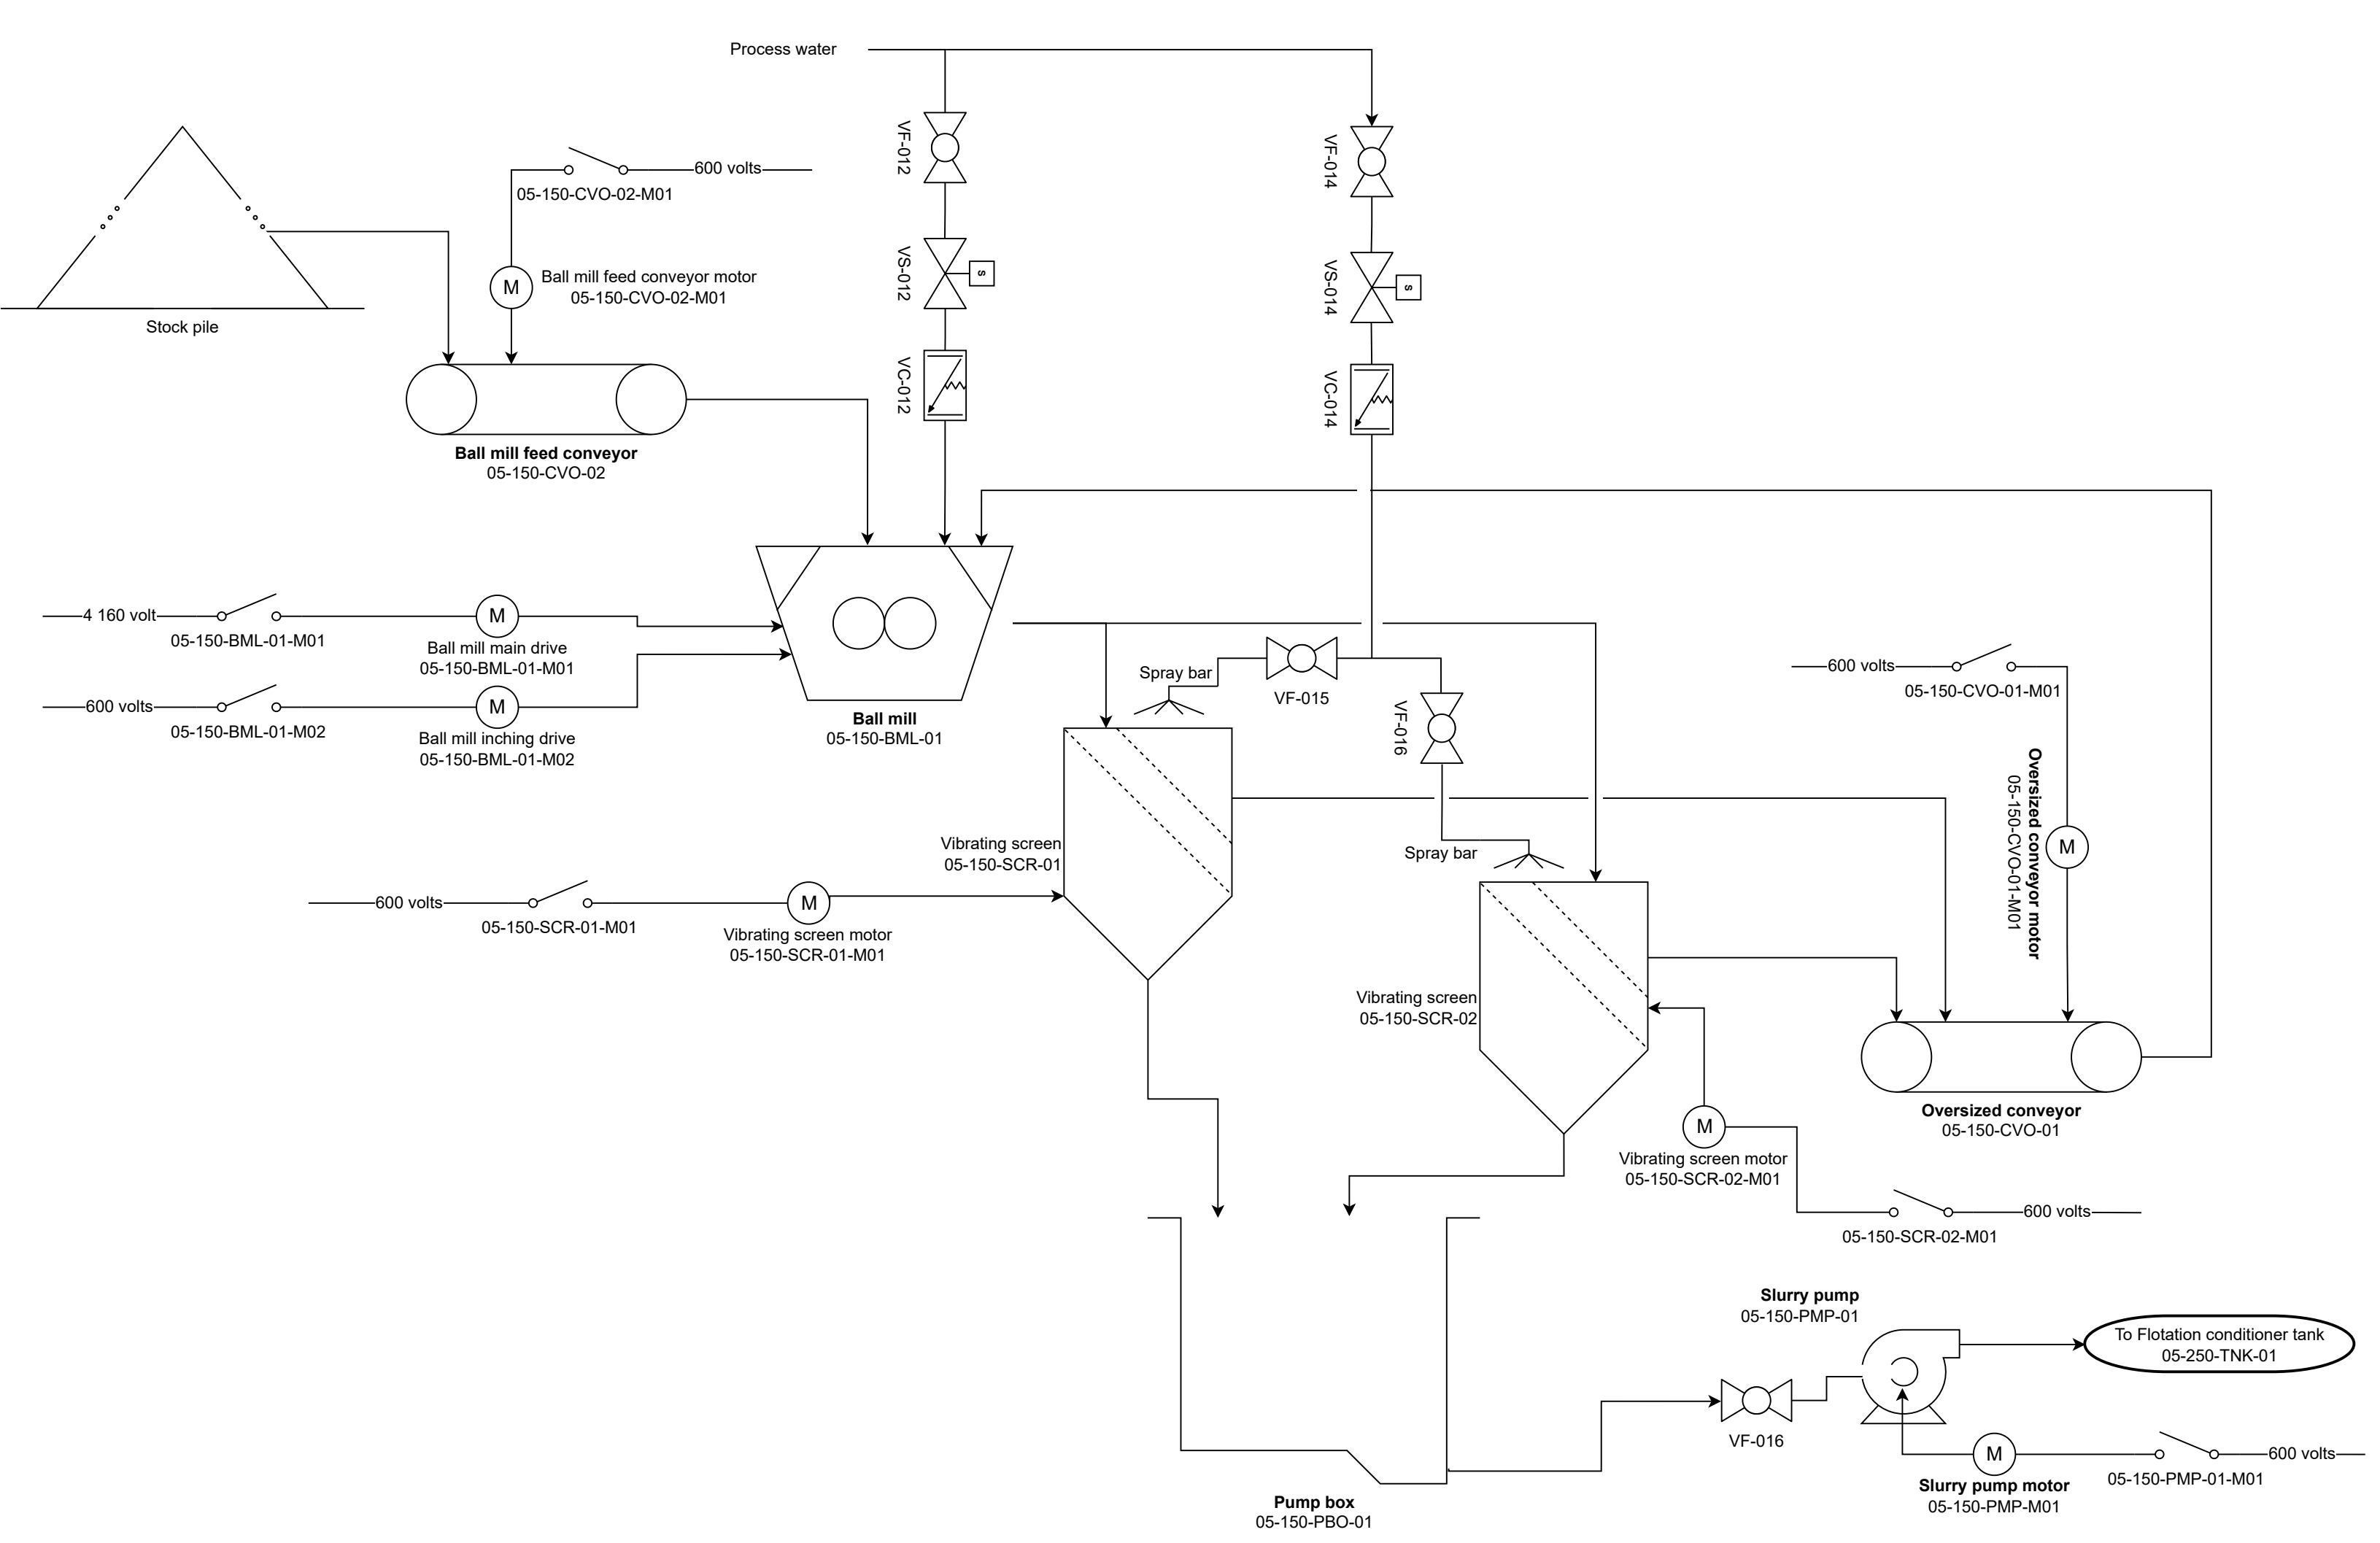 Process water
VF-012
VF-014
600 volts
05-150-CVO-02-M01
VS-012
S
VS-014
S
M
Ball mill feed conveyor motor
05-150-CVO-02-M01
Stock pile
VC-012
VC-014
Ball mill feed conveyor
05-150-CVO-02
4 160 volt
05-150-BML-01-M01
M
Ball mill main drive
05-150-BML-01-M01
600 volts
05-150-BML-01-M02
M
Ball mill inching drive
05-150-BML-01-M02
Ball mill
05-150-BML-01
Spray bar
VF-015
VF-016
600 volts
05-150-CVO-01-M01
Oversized conveyor motor
05-150-CVO-01-M01
M
Vibrating screen
05-150-SCR-01
Spray bar
600 volts
05-150-SCR-01-M01
M
Vibrating screen motor
05-150-SCR-01-M01
Vibrating screen
05-150-SCR-02
Oversized conveyor
05-150-CVO-01
M
Vibrating screen motor
05-150-SCR-02-M01
600 volts
05-150-SCR-02-M01
Slurry pump
05-150-PMP-01
To Flotation conditioner tank
05-250-TNK-01
VF-016
M
Slurry pump motor
05-150-PMP-M01
600 volts
05-150-PMP-01-M01
Pump box
05-150-PBO-01